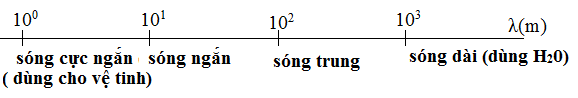 10⁰ 10¹ 10² 10³ λ(m)
sóng cực ngắn sóng ngắn sóng trung sóng dài (dùng H₂0)
( dùng cho vệ tinh)